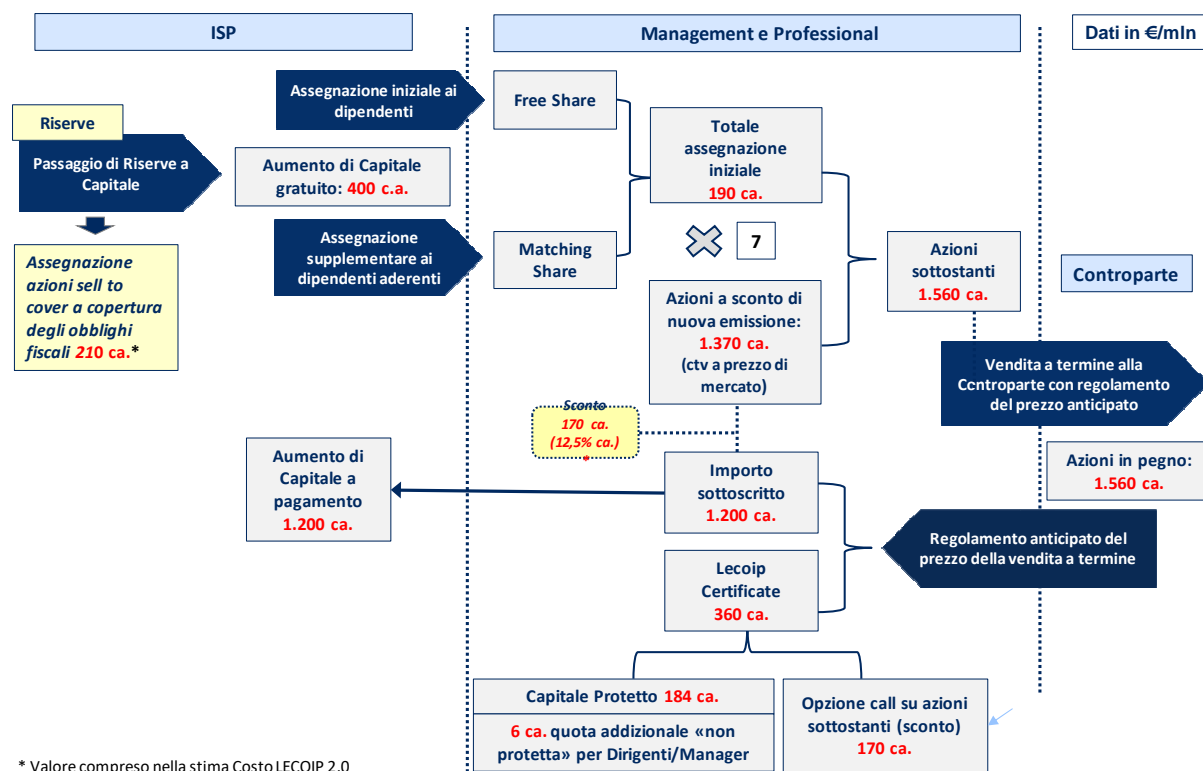 ISP
Management e Professional
Dati in €/mln
Assegnazione iniziale ai
dipendenti
Free Share
Riserve
Passaggio di Riserve a
Capitale
Aumento di Capitale
gratuito: 400 c.a.
Totale
assegnazione
iniziale
190 ca.
7
Assegnazione
supplementare ai
dipendenti aderenti
Matching
Share
Azioni
sottostanti
1.560 ca.
Controparte
Assegnazione
azioni sell to
cover a copertura
degli obblighi
fiscali 210 ca.*
Azioni a sconto di
nuova emissione:
1.370 ca.
(ctv a prezzo di
mercato)
Vendita a termine alla
Ccntroparte con regolamento
del prezzo anticipato
Sconto
170 ca.
(12,5% ca.)
*
Aumento di
Capitale a
pagamento
1.200 ca.
Importo
sottoscritto
1.200 ca.
Azioni in pegno:
1.560 ca.
Regolamento anticipato del
prezzo della vendita a termine
Lecoip
Certificate
360 ca.
Capitale Protetto 184 ca.
6 ca. quota addizionale «non
protetta» per Dirigenti/Manager
Opzione call su azioni
sottostanti (sconto)
170 ca.
* Valore compreso nella stima Costo LECOIP 2.0